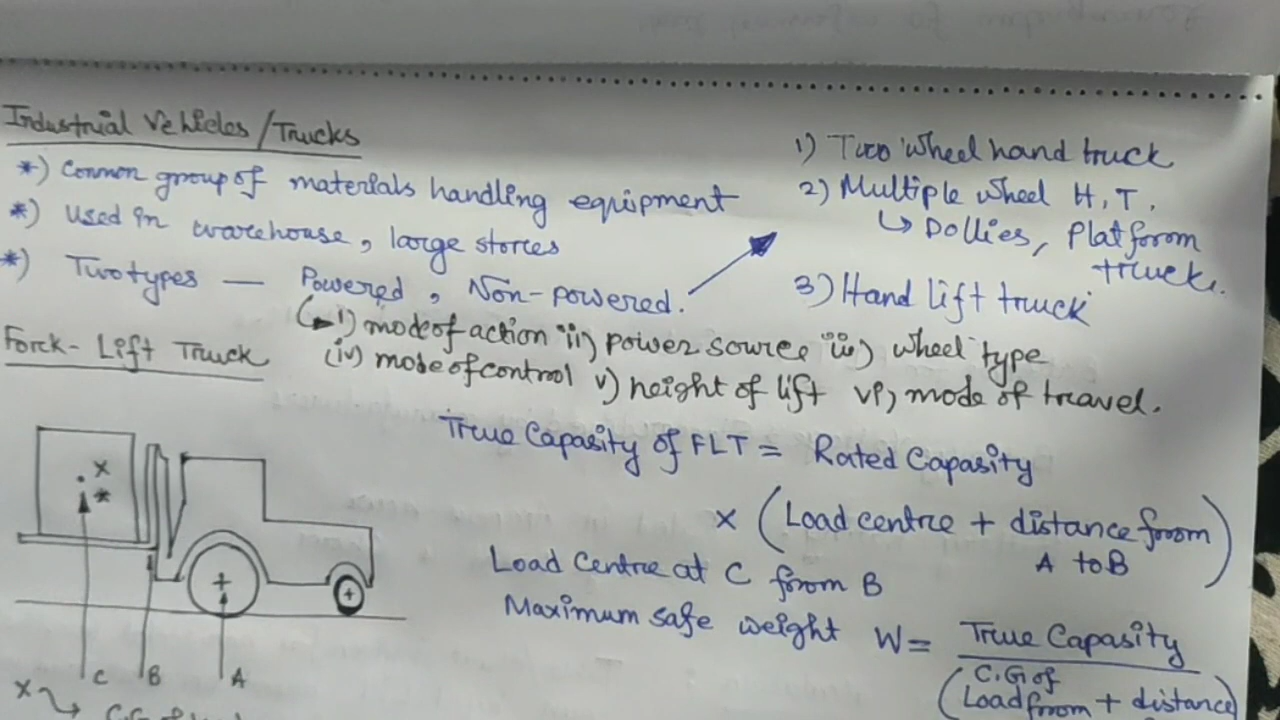 Industrial Vehicles/Trucks
*) Common group of materials handling equipment
*) Used in warehouse, large stores
*) Two types — Powered, Non-powered.
1) Two wheel hand truck
2) Multiple wheel H.T.
↳ Dollies, Platform
truck.
3) Hand lift truck
i) mode of action ii) power source iii) wheel type
(iv) mode of control v) height of lift vi) mode of travel.
Fork-Lift Truck
True Capasity of FLT = Rated Capasity
x (Load centre + distance from
A to B)
Load Centre at C from B
Maximum safe weight W = True Capasity
(C.G of
Load from + distance
x
*
+
+
C B A
x ↳